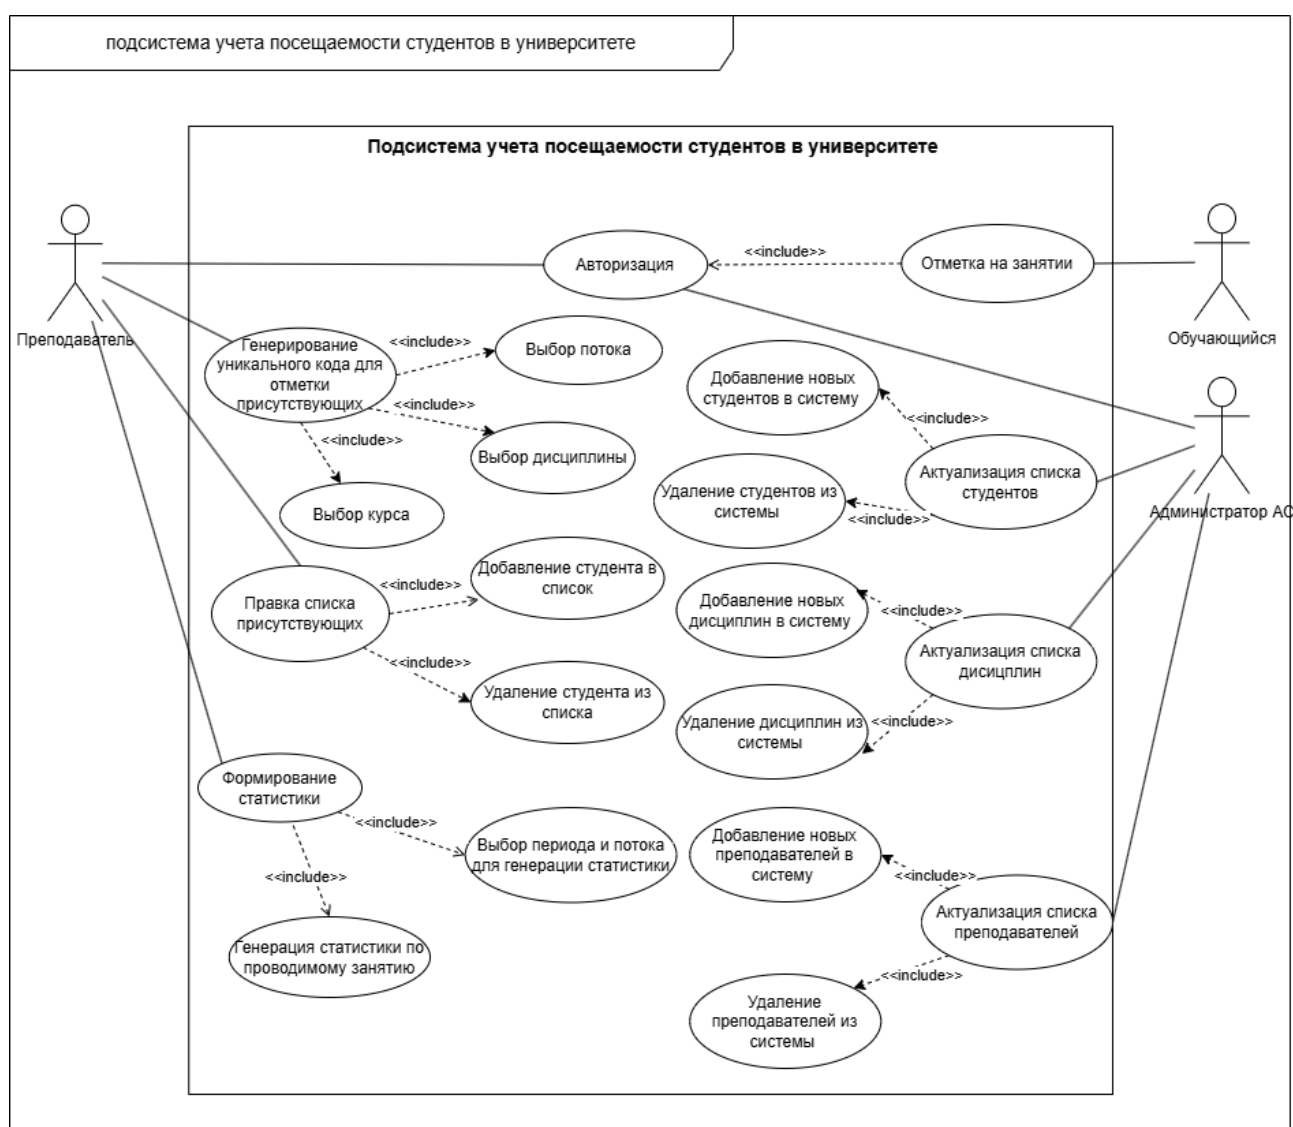 подсистема учета посещаемости студентов в университете
Подсистема учета посещаемости студентов в университете
Преподаватель
Авторизация
<<include>>
Отметка на занятии
Обучающийся
Генерирование
уникального кода для
отметки
присутствующих
<<include>>
Выбор потока
<<include>>
Выбор дисциплины
<<include>>
Выбор курса
Добавление новых
студентов в систему
<<include>>
Актуализация списка
студентов
Удаление студентов из
системы
<<include>>
Администратор АС
Правка списка
присутствующих
<<include>>
Добавление студента в
список
<<include>>
Удаление студента из
списка
Добавление новых
дисциплин в систему
<<include>>
Актуализация списка
дисицплин
Удаление дисциплин из
системы
<<include>>
Формирование
статистики
<<include>>
Выбор периода и потока
для генерации статистики
<<include>>
Генерация статистики по
проводимому занятию
Добавление новых
преподавателей в
систему
<<include>>
Актуализация списка
преподавателей
<<include>>
Удаление
преподавателей из
системы